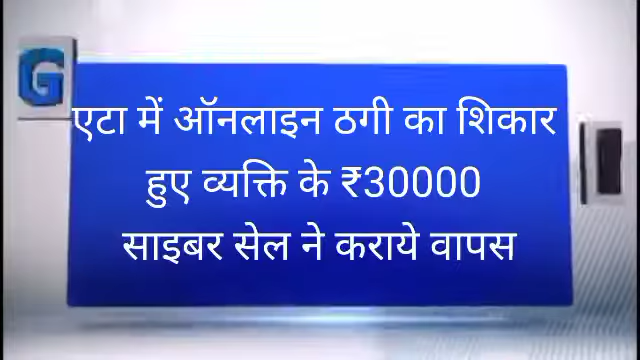 G
एटा में ऑनलाइन ठगी का शिकार
हुए व्यक्ति के ₹30000
साइबर सेल ने कराये वापस